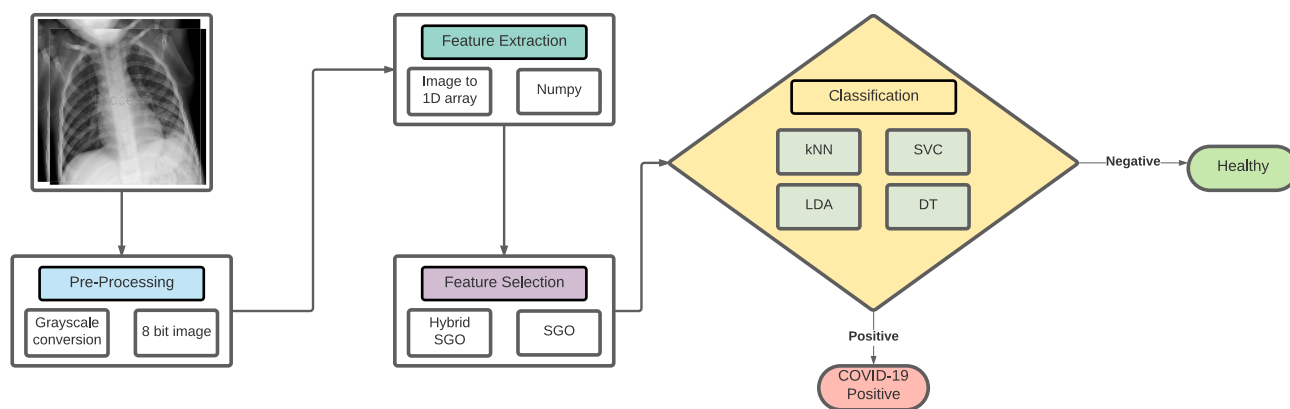 Feature Extraction
Image to
1D array
Numpy
Pre-Processing
Grayscale
conversion
8 bit image
Feature Selection
Hybrid
SGO
SGO
Classification
kNN
SVC
LDA
DT
Negative
Healthy
Positive
COVID-19
Positive